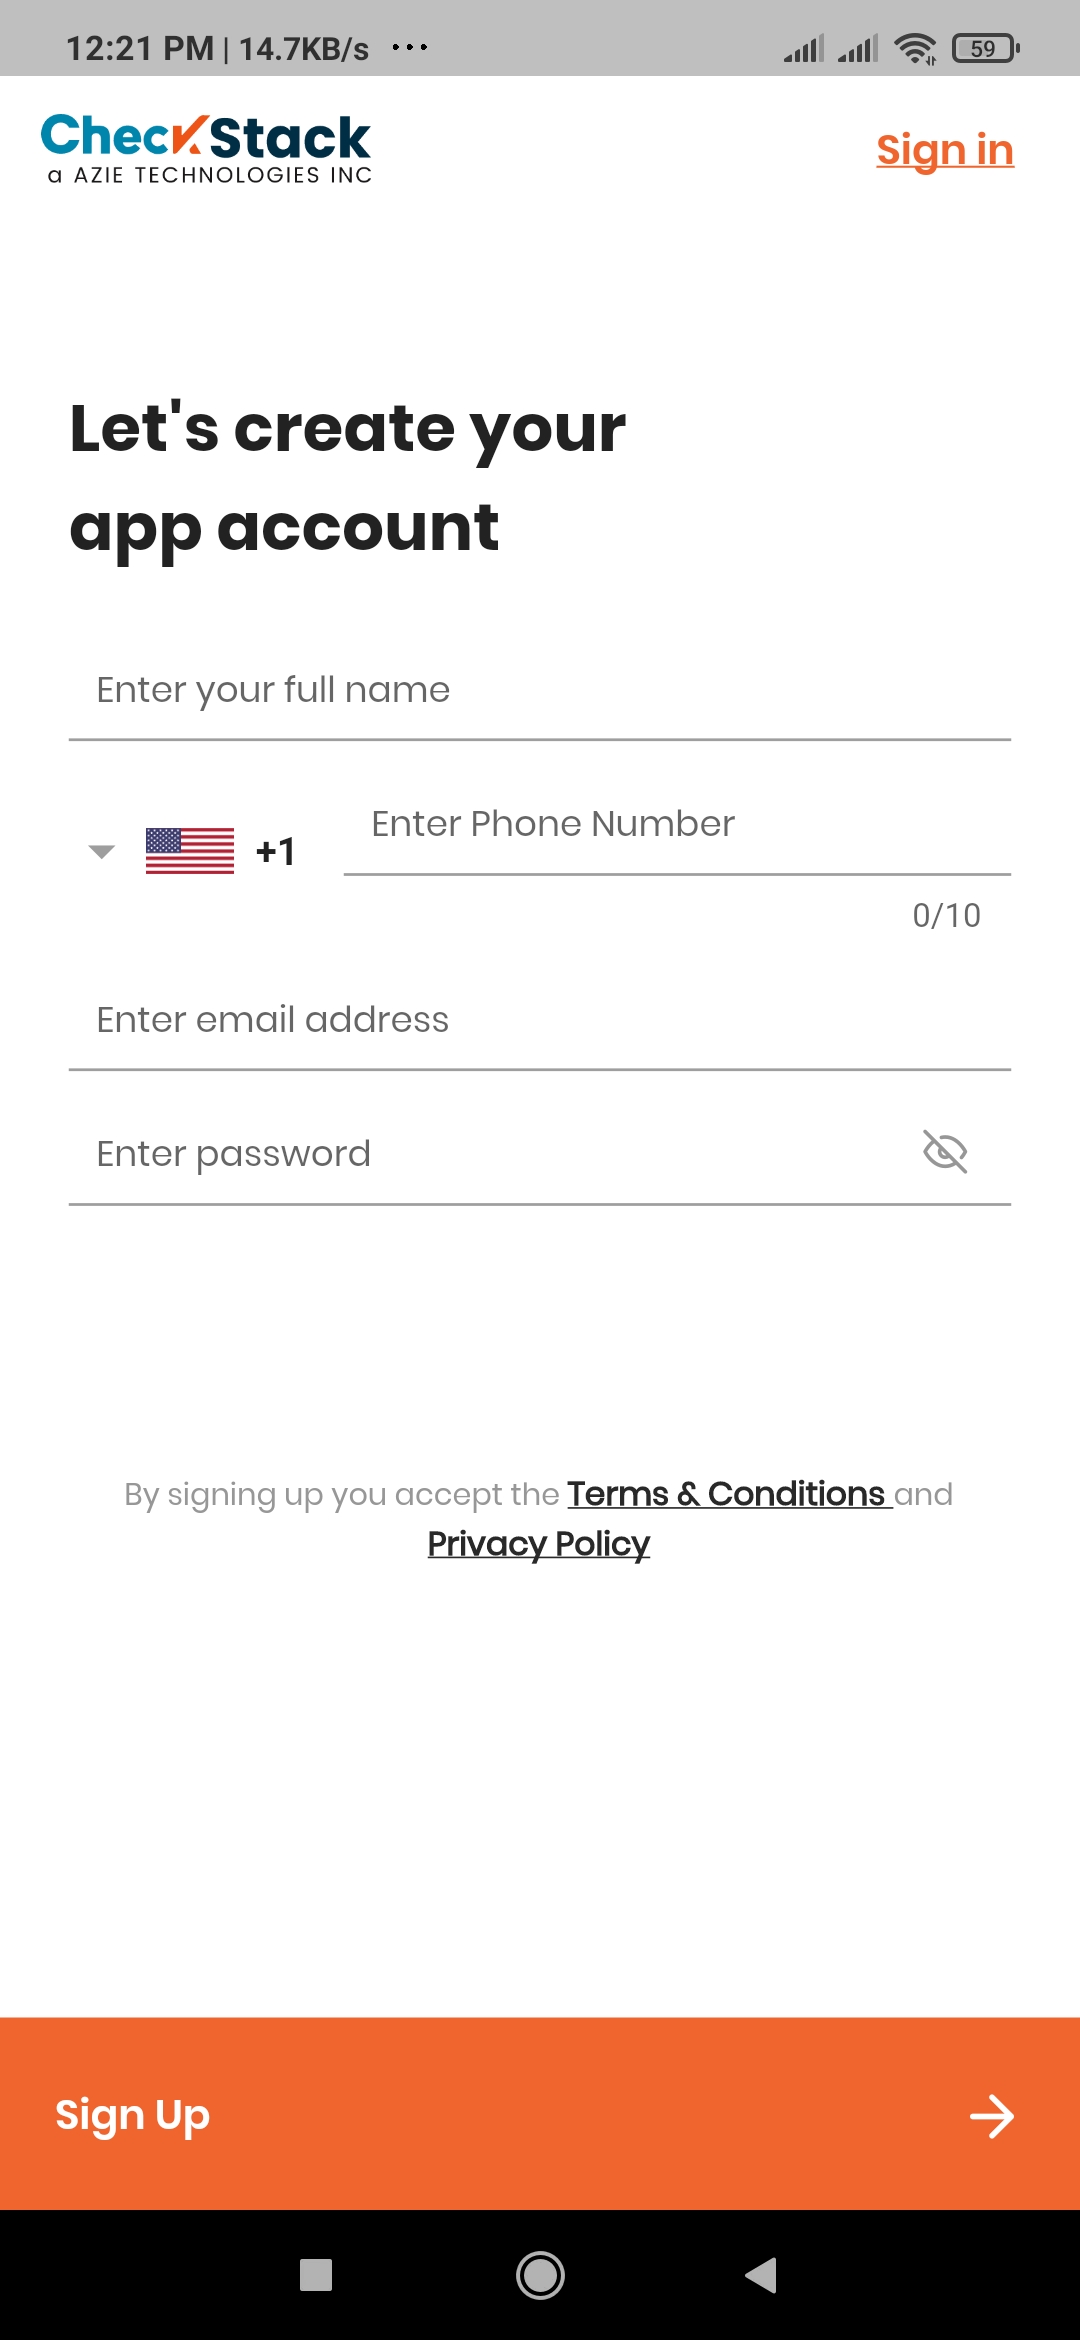 12:21 PM | 14.7KB/s ...
59
CheckStack
a AZIE TECHNOLOGIES INC
Sign in
Let's create your
app account
Enter your full name
+1
Enter Phone Number
0/10
Enter email address
Enter password
By signing up you accept the Terms & Conditions and
Privacy Policy
Sign Up